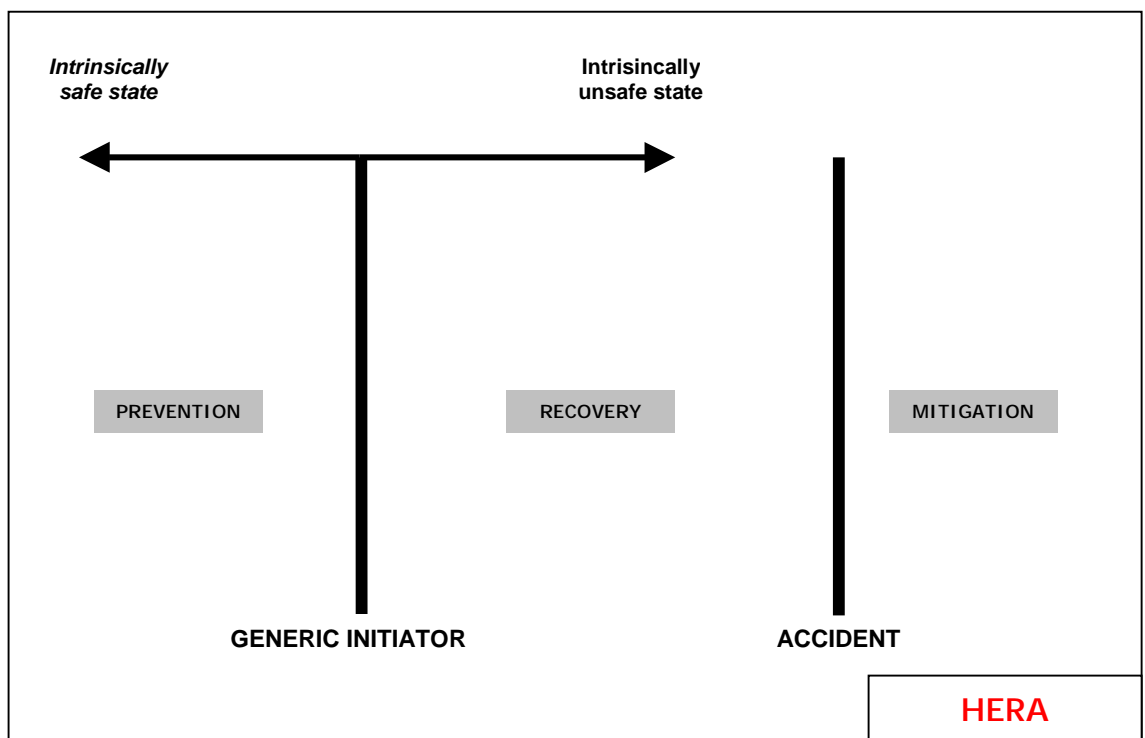 Intrinsically
safe state
Intrisincally
unsafe state
PREVENTION
RECOVERY
MITIGATION
GENERIC INITIATOR
ACCIDENT
HERA